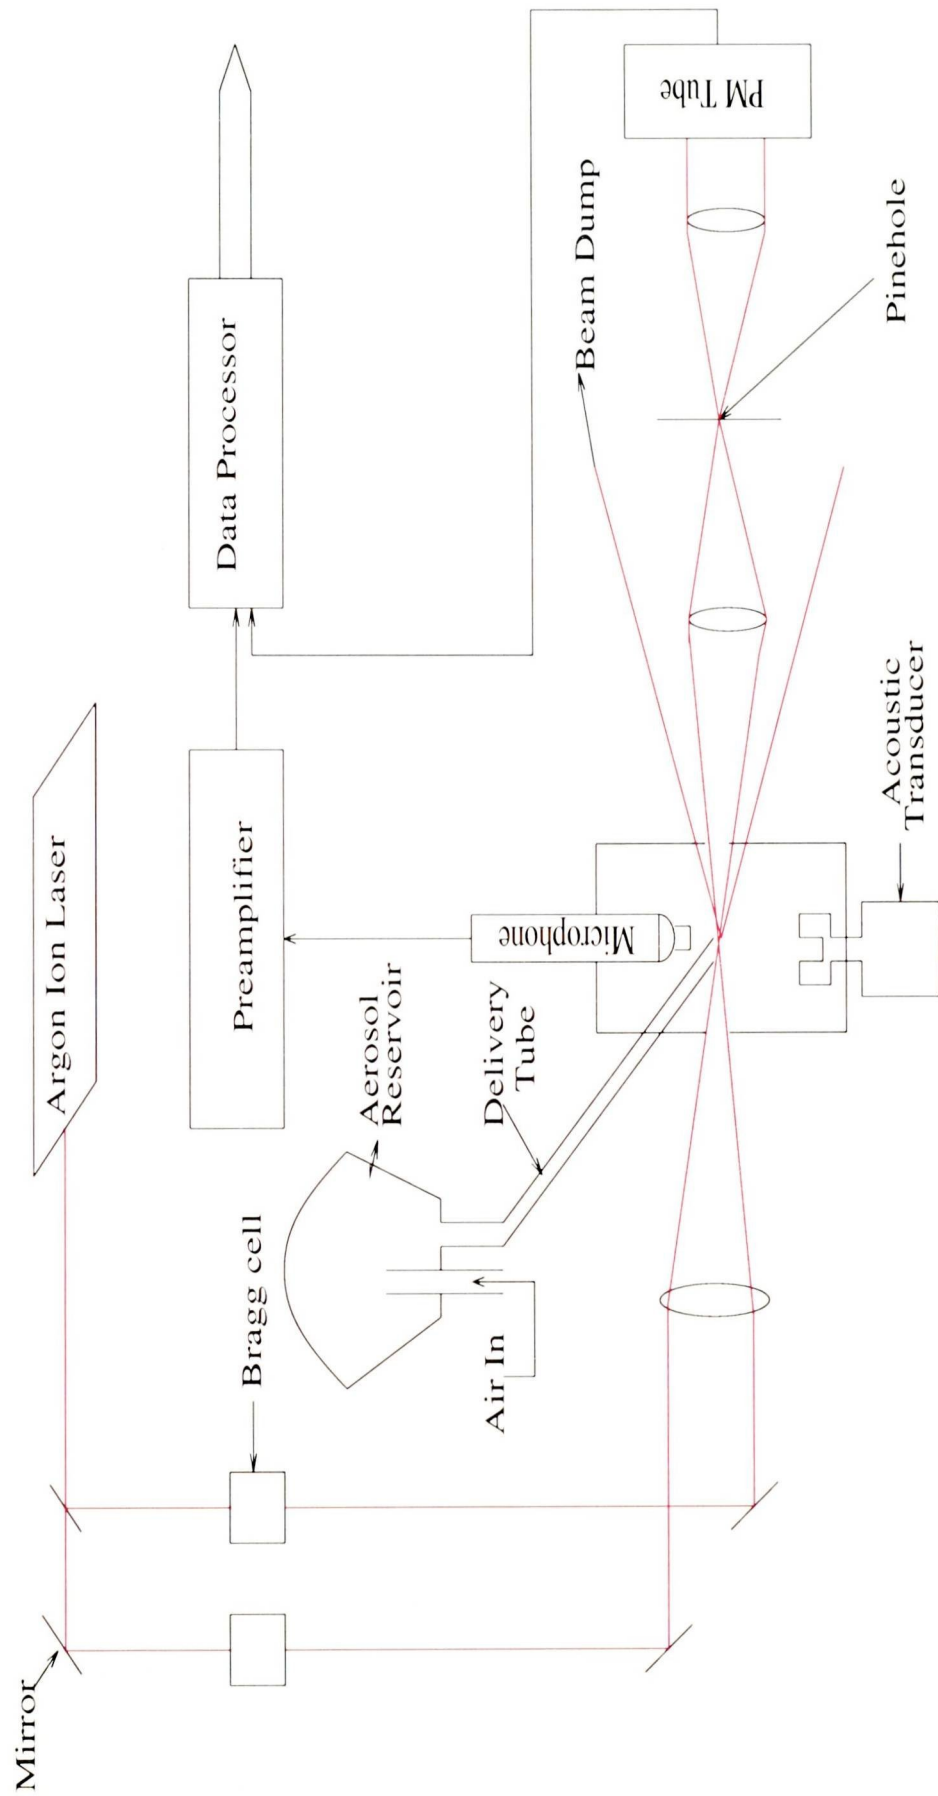 Mirror
Argon Ion Laser
Bragg cell
Preamplifier
Data Processor
Aerosol
Reservoir
Air In
Delivery
Tube
Microphone
Beam Dump
PM Tube
Pinehole
Acoustic
Transducer